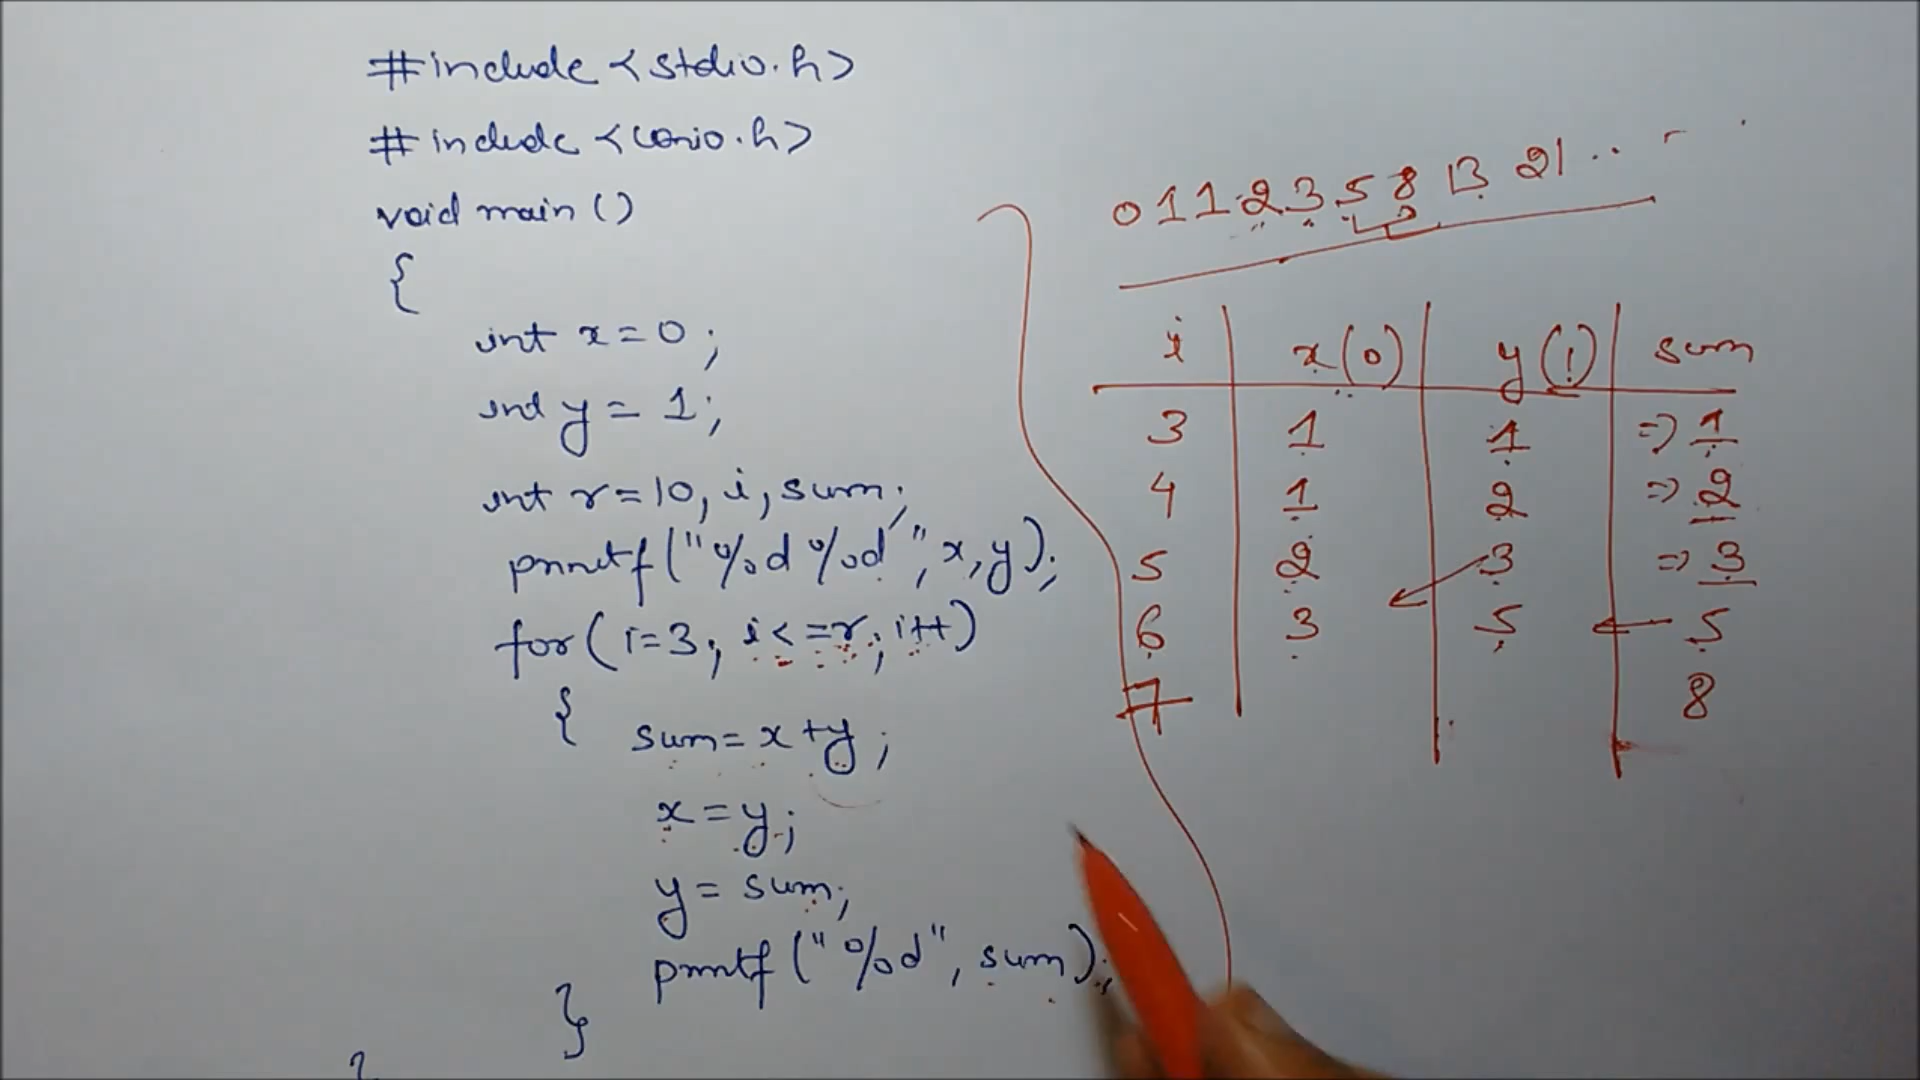 #include <stdio.h>
#include <conio.h>
void main ()
{
int x=0;
int y=1;
int r=10, i, sum;
printf("%d %d", x, y);
for (i=3; i<=r; i++)
{ sum=x+y;
x=y;
y=sum;
printf("%d", sum);
}
}
0 1 1 2 3 5 8 13 21 ....
i x(0) y(1) sum
3 1 1 => 1
4 1 2 => 2
5 2 3 => 3
6 3 5 5
7 8